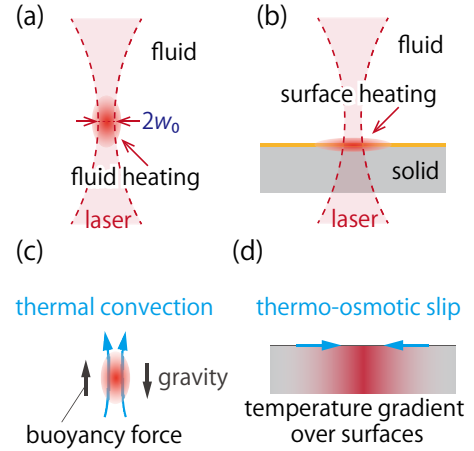 (a)
fluid
2w₀
fluid heating
laser
(b)
fluid
surface heating
solid
laser
(c)
thermal convection
gravity
buoyancy force
(d)
thermo-osmotic slip
temperature gradient
over surfaces